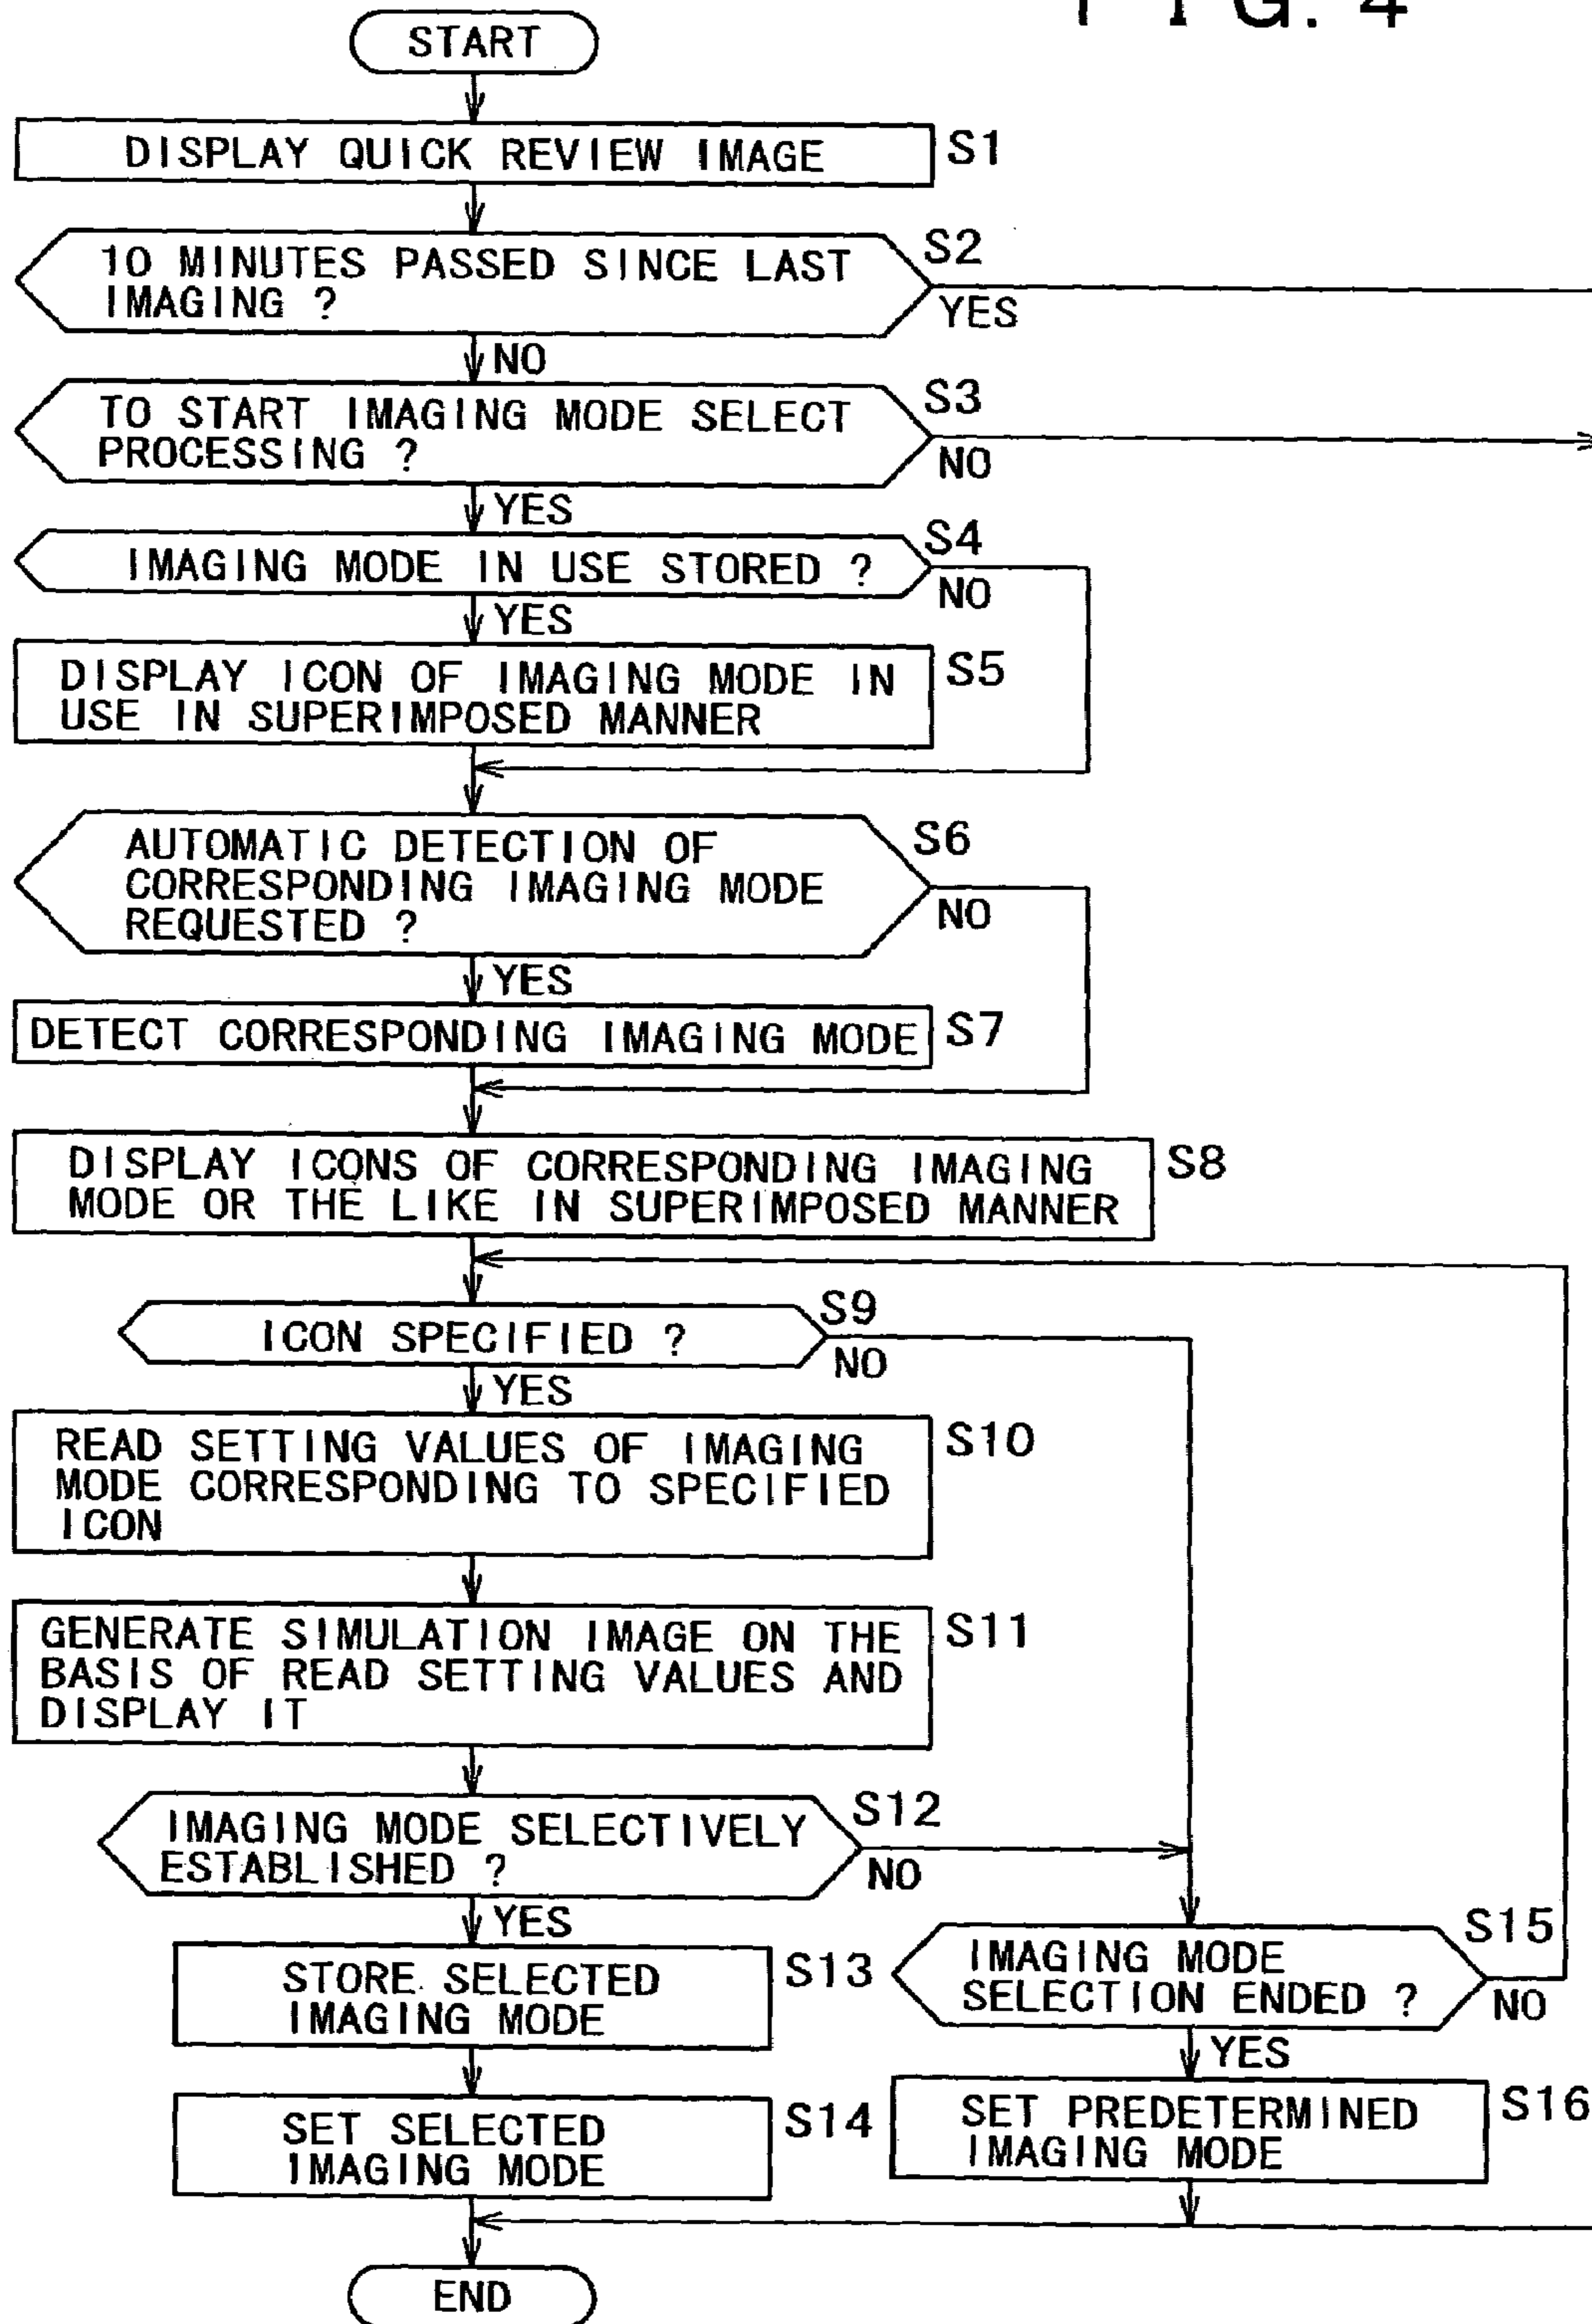 FIG. 4
START
DISPLAY QUICK REVIEW IMAGE
S1
10 MINUTES PASSED SINCE LAST
IMAGING ?
S2
YES
NO
TO START IMAGING MODE SELECT
PROCESSING ?
S3
NO
YES
IMAGING MODE IN USE STORED ?
S4
NO
YES
DISPLAY ICON OF IMAGING MODE IN
USE IN SUPERIMPOSED MANNER
S5
AUTOMATIC DETECTION OF
CORRESPONDING IMAGING MODE
REQUESTED ?
S6
NO
YES
DETECT CORRESPONDING IMAGING MODE
S7
DISPLAY ICONS OF CORRESPONDING IMAGING
MODE OR THE LIKE IN SUPERIMPOSED MANNER
S8
ICON SPECIFIED ?
S9
NO
YES
READ SETTING VALUES OF IMAGING
MODE CORRESPONDING TO SPECIFIED
ICON
S10
GENERATE SIMULATION IMAGE ON THE
BASIS OF READ SETTING VALUES AND
DISPLAY IT
S11
IMAGING MODE SELECTIVELY
ESTABLISHED ?
S12
NO
YES
STORE SELECTED
IMAGING MODE
S13
IMAGING MODE
SELECTION ENDED ?
S15
NO
YES
SET SELECTED
IMAGING MODE
S14
SET PREDETERMINED
IMAGING MODE
S16
END